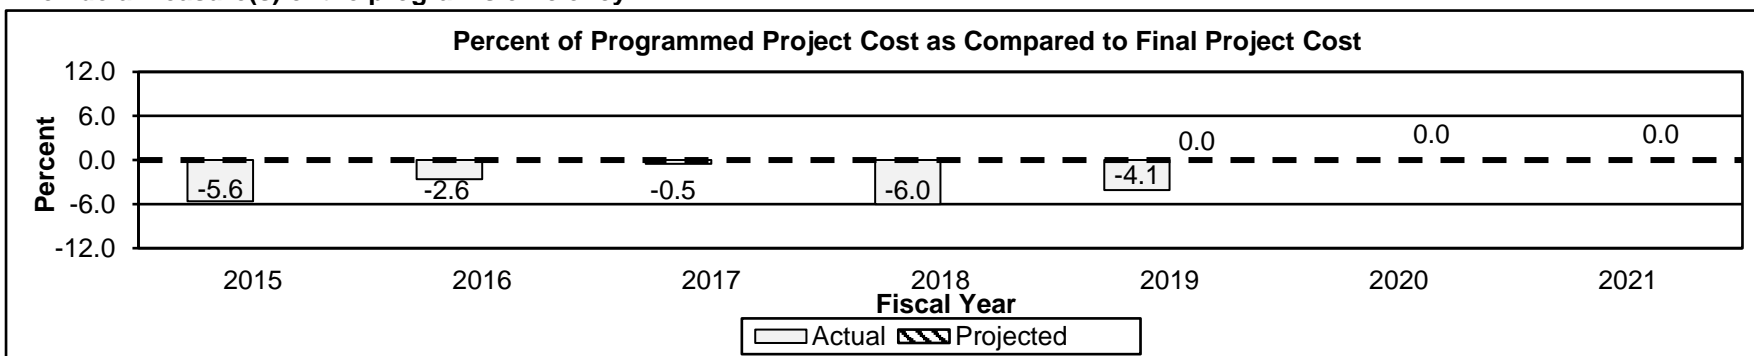 Percent of Programmed Project Cost as Compared to Final Project Cost
12.0
6.0
0.0
-6.0
-12.0
Percent
-5.6
-2.6
-0.5
-6.0
-4.1
0.0
0.0
0.0
2015 2016 2017 2018 2019 2020 2021
Fiscal Year
Actual Projected